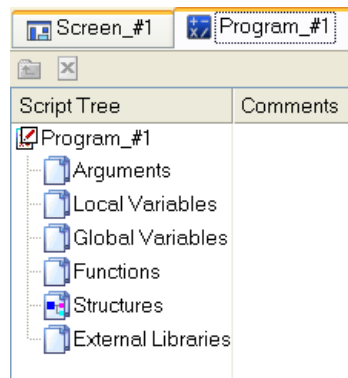 Screen_#1 Program_#1
Script Tree Comments
Program_#1
Arguments
Local Variables
Global Variables
Functions
Structures
External Libraries